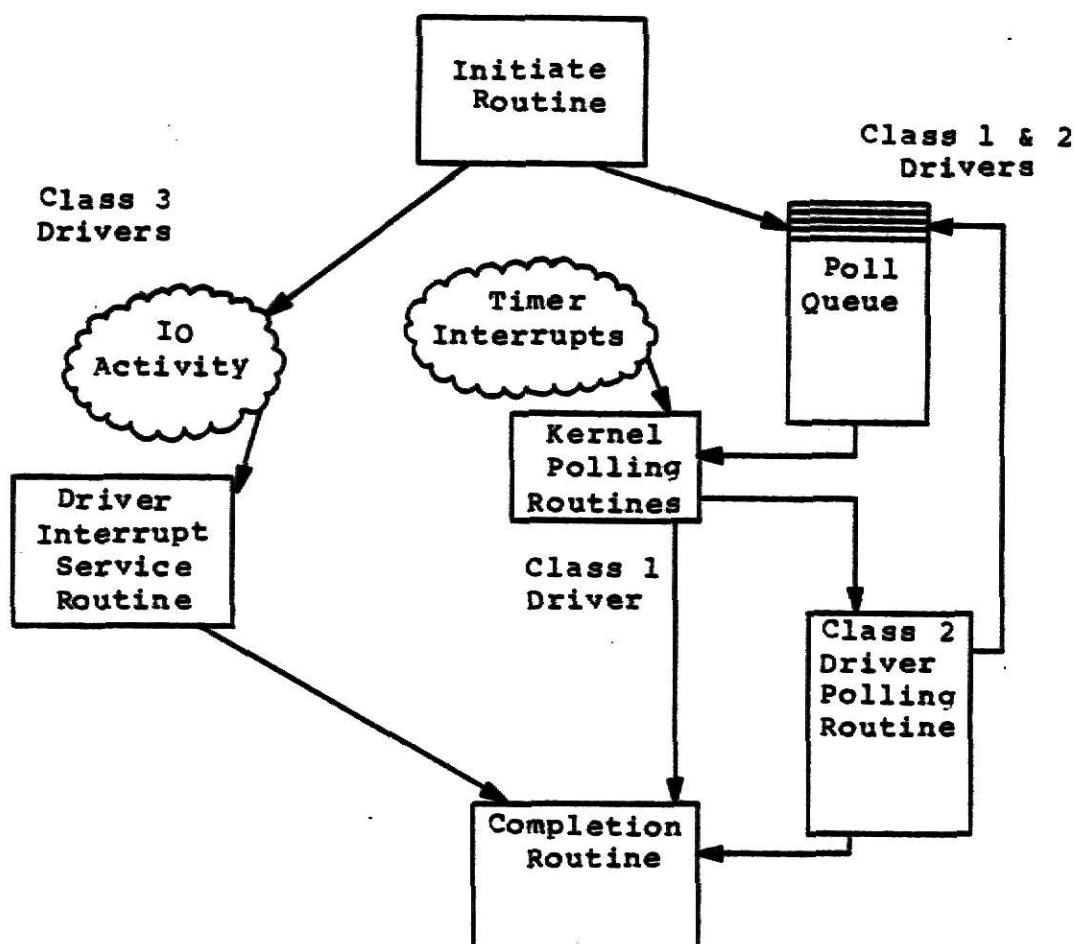 Initiate
Routine
Class 1 & 2
Drivers
Class 3
Drivers
Poll
Queue
Timer
Interrupts
IO
Activity
Kernel
Polling
Routines
Driver
Interrupt
Service
Routine
Class 1
Driver
Class 2
Driver
Polling
Routine
Completion
Routine